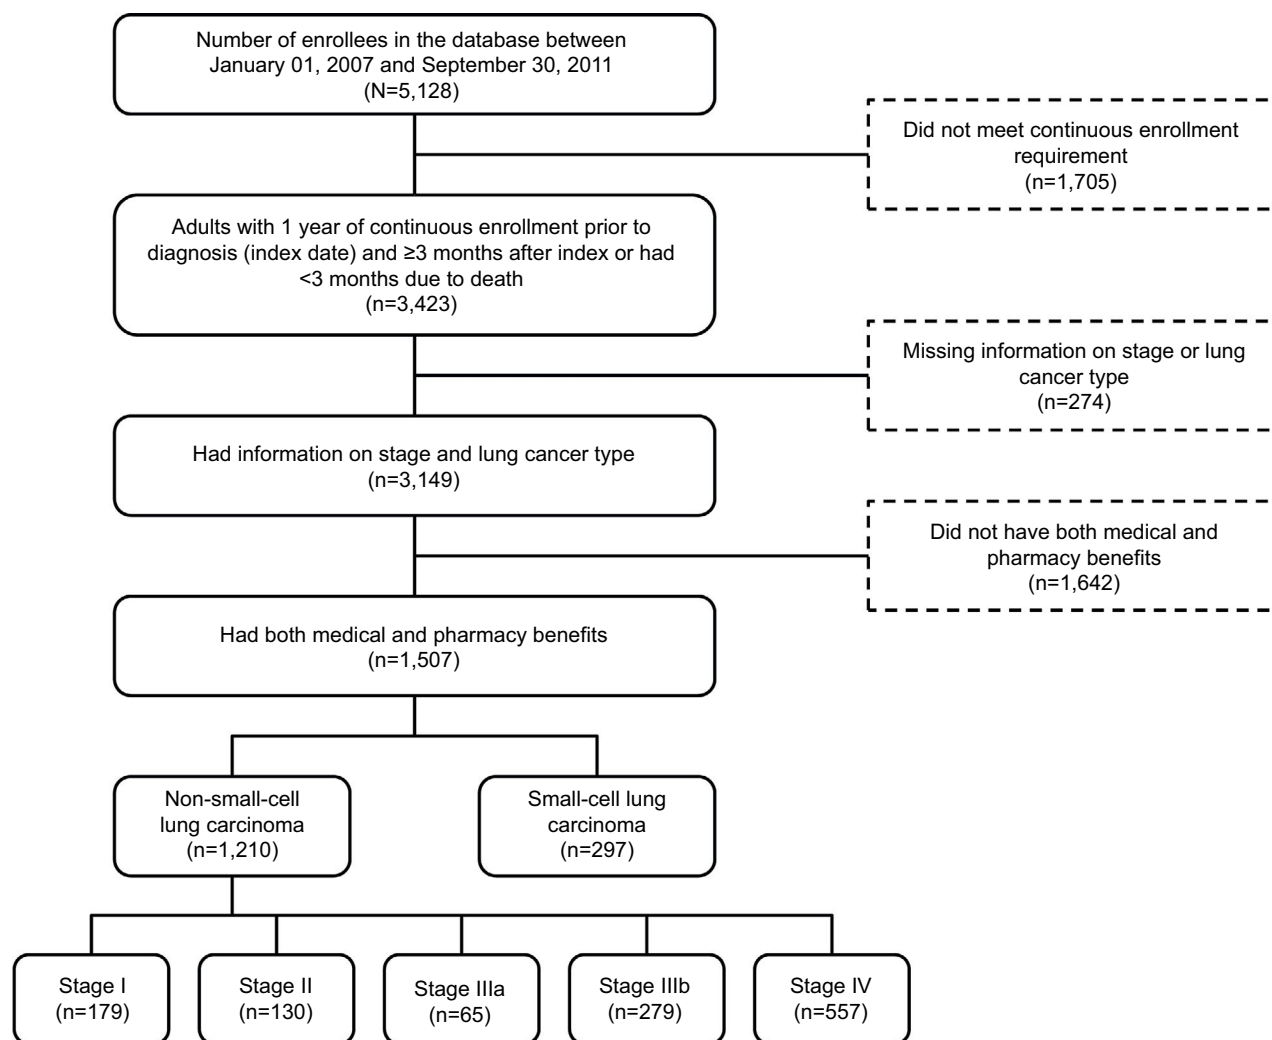 Number of enrollees in the database between
January 01, 2007 and September 30, 2011
(N=5,128)
Did not meet continuous enrollment
requirement
(n=1,705)
Adults with 1 year of continuous enrollment prior to
diagnosis (index date) and ≥3 months after index or had
<3 months due to death
(n=3,423)
Missing information on stage or lung
cancer type
(n=274)
Had information on stage and lung cancer type
(n=3,149)
Did not have both medical and
pharmacy benefits
(n=1,642)
Had both medical and pharmacy benefits
(n=1,507)
Non-small-cell
lung carcinoma
(n=1,210)
Small-cell lung
carcinoma
(n=297)
Stage I
(n=179)
Stage II
(n=130)
Stage IIIa
(n=65)
Stage IIIb
(n=279)
Stage IV
(n=557)